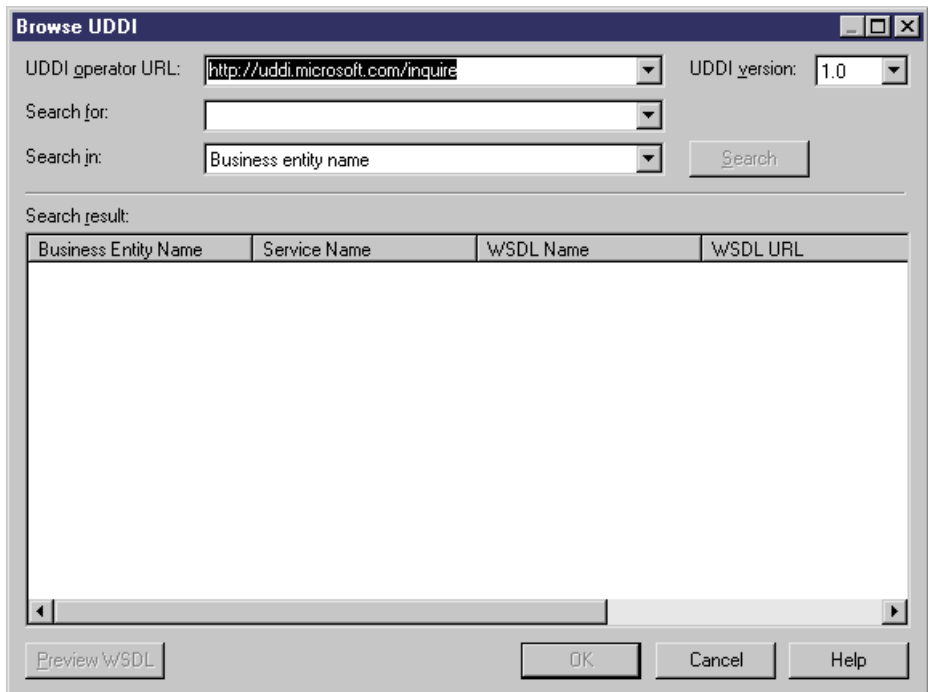 Browse UDDI
UDDI operator URL: http://uddi.microsoft.com/inquire UDDI version: 1.0
Search for:
Search in: Business entity name Search
Search result:
Business Entity Name Service Name WSDL Name WSDL URL
Preview WSDL OK Cancel Help